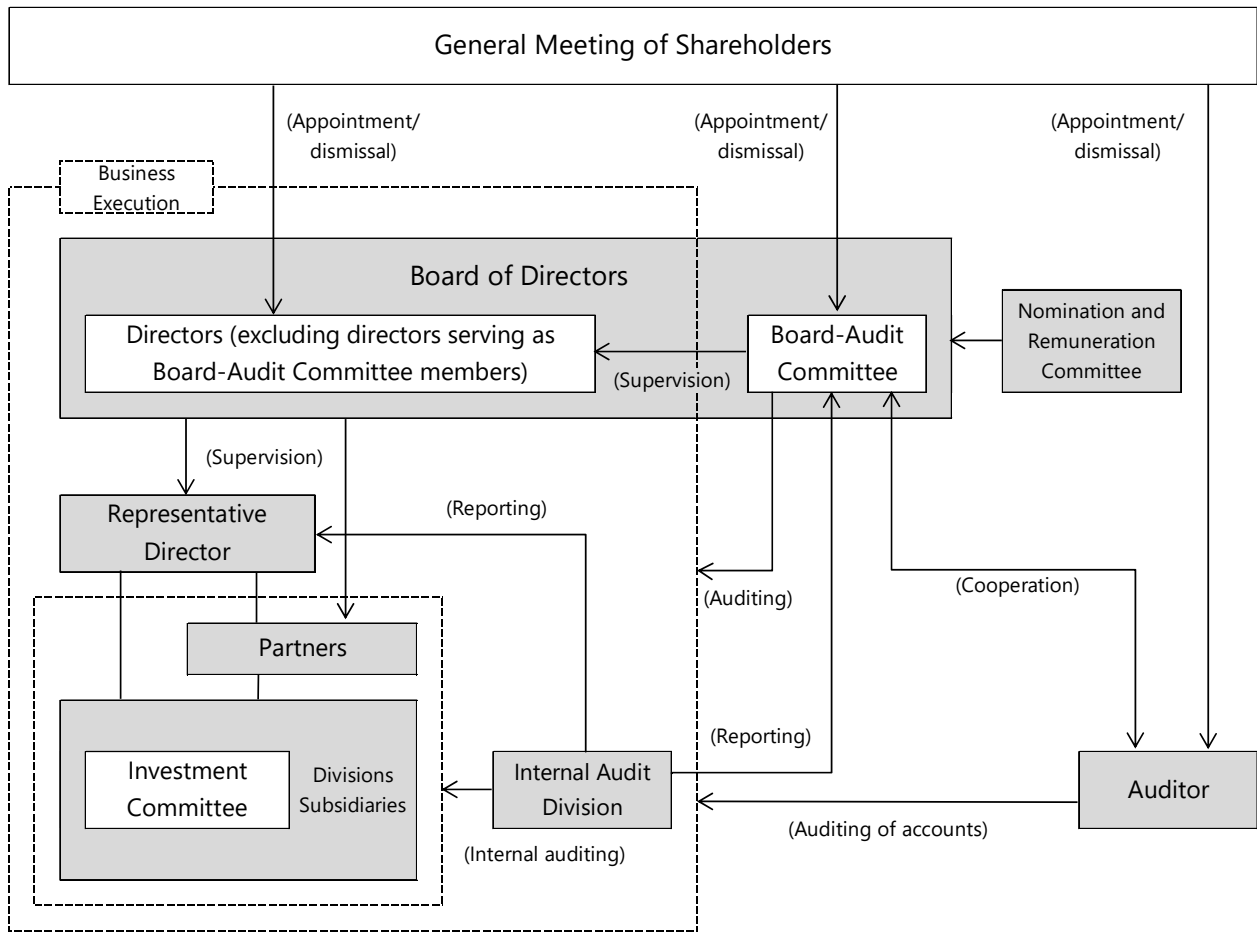 General Meeting of Shareholders
(Appointment/
dismissal)
(Appointment/
dismissal)
(Appointment/
dismissal)
Business
Execution
Board of Directors
Directors (excluding directors serving as
Board-Audit Committee members)
(Supervision)
Board-Audit
Committee
Nomination and
Remuneration
Committee
(Supervision)
Representative
Director
(Reporting)
(Auditing)
(Cooperation)
Partners
Investment
Committee
Divisions
Subsidiaries
Internal Audit
Division
(Reporting)
Auditor
(Internal auditing)
(Auditing of accounts)